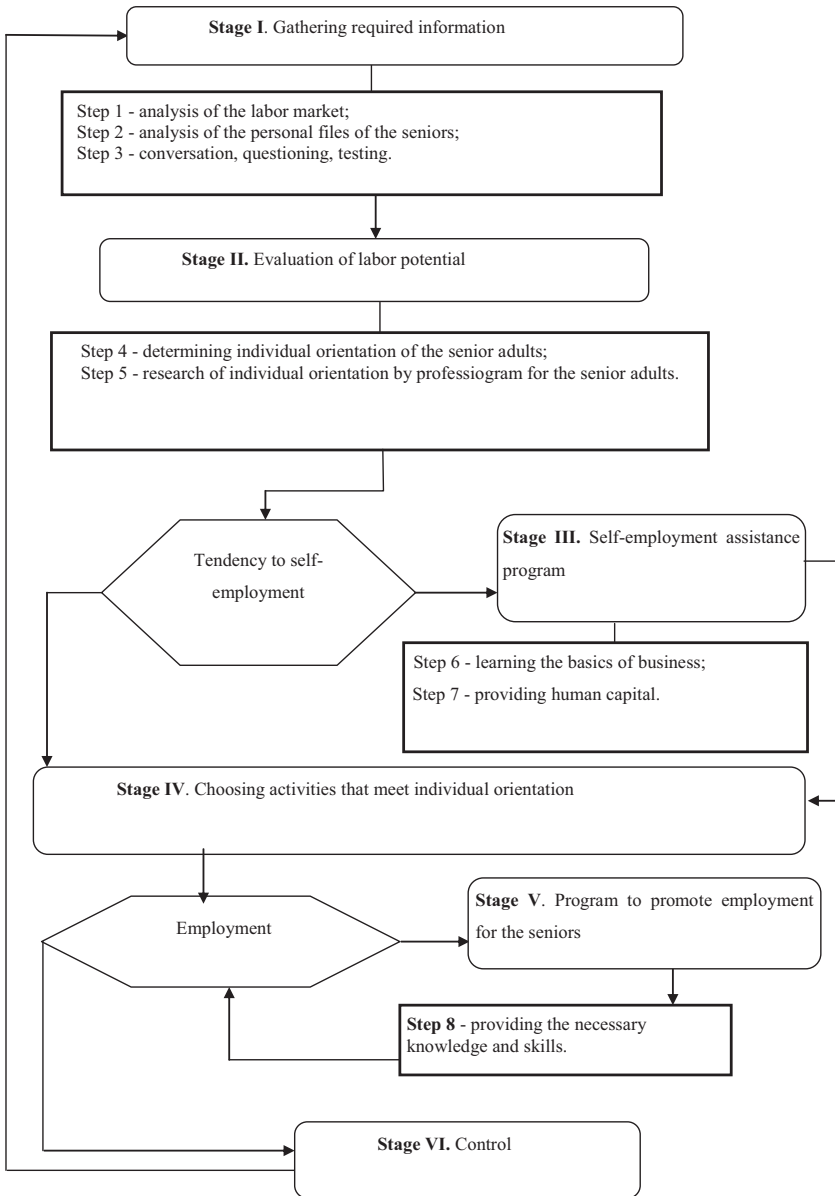 Stage I. Gathering required information
Step 1 - analysis of the labor market;
Step 2 - analysis of the personal files of the seniors;
Step 3 - conversation, questioning, testing.
Stage II. Evaluation of labor potential
Step 4 - determining individual orientation of the senior adults;
Step 5 - research of individual orientation by professiogram for the senior adults.
Tendency to self-
employment
Stage III. Self-employment assistance
program
Step 6 - learning the basics of business;
Step 7 - providing human capital.
Stage IV. Choosing activities that meet individual orientation
Employment
Stage V. Program to promote employment
for the seniors
Step 8 - providing the necessary
knowledge and skills.
Stage VI. Control